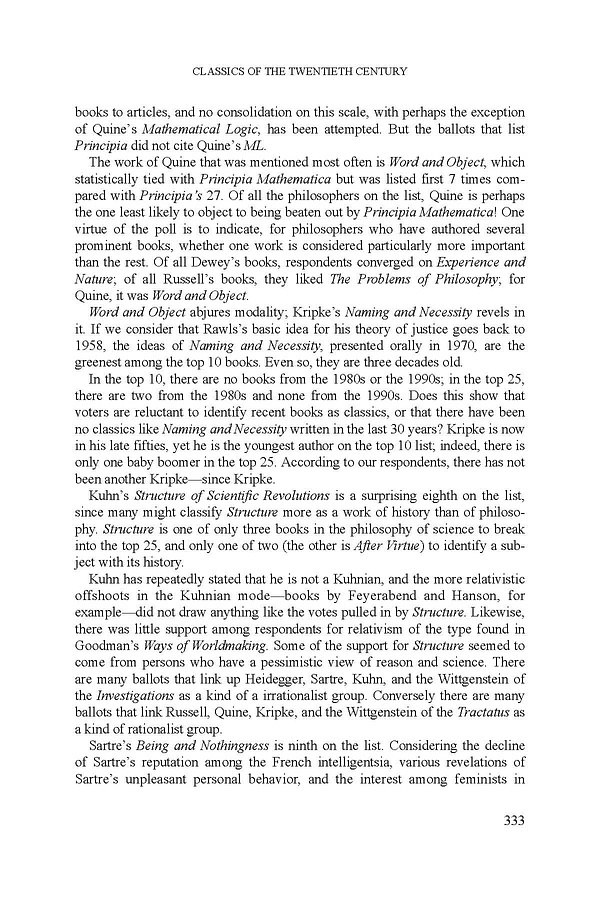 CLASSICS OF THE TWENTIETH CENTURY
books to articles, and no consolidation on this scale, with perhaps the exception
of Quine’s Mathematical Logic, has been attempted. But the ballots that list
Principia did not cite Quine’s ML.
The work of Quine that was mentioned most often is Word and Object, which
statistically tied with Principia Mathematica but was listed first 7 times com-
pared with Principia’s 27. Of all the philosophers on the list, Quine is perhaps
the one least likely to object to being beaten out by Principia Mathematica! One
virtue of the poll is to indicate, for philosophers who have authored several
prominent books, whether one work is considered particularly more important
than the rest. Of all Dewey’s books, respondents converged on Experience and
Nature; of all Russell’s books, they liked The Problems of Philosophy; for
Quine, it was Word and Object.
Word and Object abjures modality; Kripke’s Naming and Necessity revels in
it. If we consider that Rawls’s basic idea for his theory of justice goes back to
1958, the ideas of Naming and Necessity, presented orally in 1970, are the
greenest among the top 10 books. Even so, they are three decades old.
In the top 10, there are no books from the 1980s or the 1990s; in the top 25,
there are two from the 1980s and none from the 1990s. Does this show that
voters are reluctant to identify recent books as classics, or that there have been
no classics like Naming and Necessity written in the last 30 years? Kripke is now
in his late fifties, yet he is the youngest author on the top 10 list; indeed, there is
only one baby boomer in the top 25. According to our respondents, there has not
been another Kripke—since Kripke.
Kuhn’s Structure of Scientific Revolutions is a surprising eighth on the list,
since many might classify Structure more as a work of history than of philoso-
phy. Structure is one of only three books in the philosophy of science to break
into the top 25, and only one of two (the other is After Virtue) to identify a sub-
ject with its history.
Kuhn has repeatedly stated that he is not a Kuhnian, and the more relativistic
offshoots in the Kuhnian mode—books by Feyerabend and Hanson, for
example—did not draw anything like the votes pulled in by Structure. Likewise,
there was little support among respondents for relativism of the type found in
Goodman’s Ways of Worldmaking. Some of the support for Structure seemed to
come from persons who have a pessimistic view of reason and science. There
are many ballots that link up Heidegger, Sartre, Kuhn, and the Wittgenstein of
the Investigations as a kind of a irrationalist group. Conversely there are many
ballots that link Russell, Quine, Kripke, and the Wittgenstein of the Tractatus as
a kind of rationalist group.
Sartre’s Being and Nothingness is ninth on the list. Considering the decline
of Sartre’s reputation among the French intelligentsia, various revelations of
Sartre’s unpleasant personal behavior, and the interest among feminists in
333